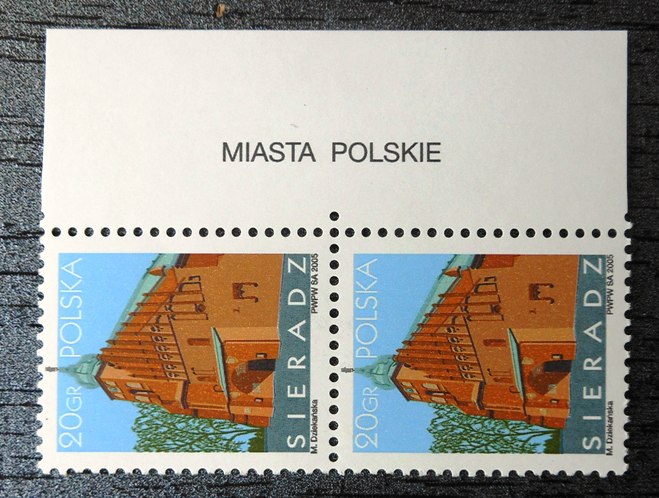 MIASTA POLSKIE
20GR POLSKA
SIERADZ
M. Dziekańska PWPW SA 2005
20GR POLSKA
SIERADZ
M. Dziekańska PWPW SA 2005